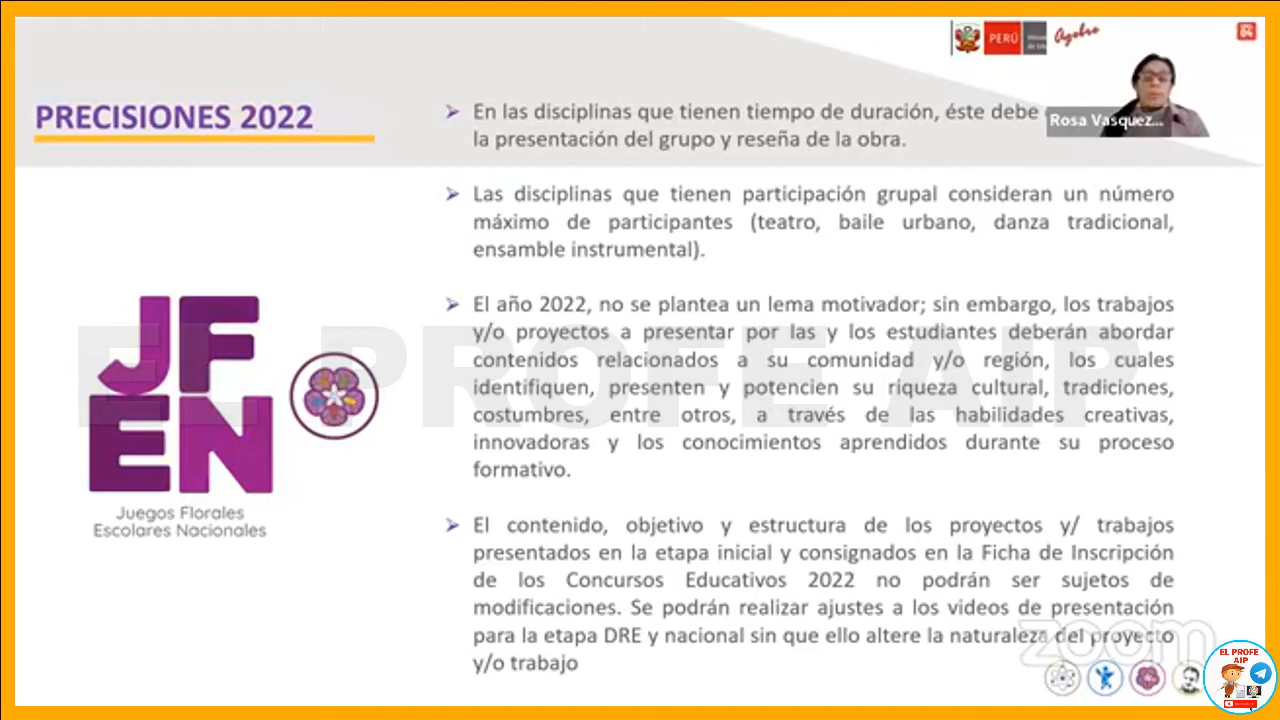 PERÚ
04
PRECISIONES 2022
En las disciplinas que tienen tiempo de duración, éste debe
Rosa Vasquez...
la presentación del grupo y reseña de la obra.
Las disciplinas que tienen participación grupal consideran un número
máximo de participantes (teatro, baile urbano, danza tradicional,
ensamble instrumental).
El año 2022, no se plantea un lema motivador; sin embargo, los trabajos
y/o proyectos a presentar por las y los estudiantes deberán abordar
contenidos relacionados a su comunidad y/o región, los cuales
identifiquen, presenten y potencien su riqueza cultural, tradiciones,
costumbres, entre otros, a través de las habilidades creativas,
innovadoras y los conocimientos aprendidos durante su proceso
formativo.
El contenido, objetivo y estructura de los proyectos y/ trabajos
presentados en la etapa inicial y consignados en la Ficha de Inscripción
de los Concursos Educativos 2022 no podrán ser sujetos de
modificaciones. Se podrán realizar ajustes a los videos de presentación
para la etapa DRE y nacional sin que ello altere la naturaleza del proyecto
y/o trabajo
EL PROFE AIP
JF
EN
Juegos Florales
Escolares Nacionales
zoom
EL PROFE
AIP